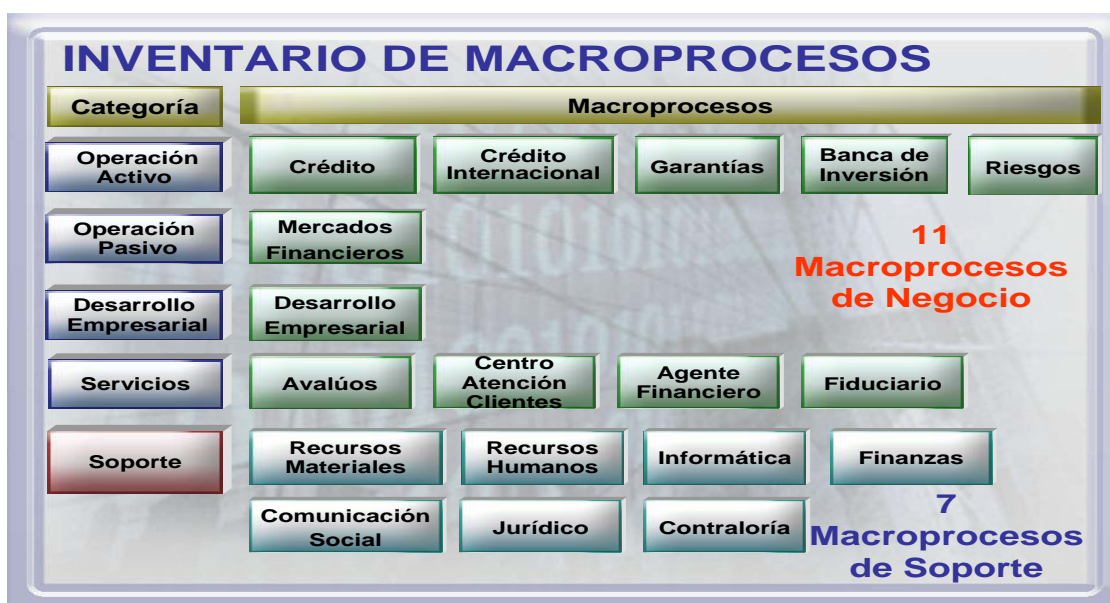 INVENTARIO DE MACROPROCESOS
Categoría
Macroprocesos
Operación
Activo
Crédito
Crédito
Internacional
Garantías
Banca de
Inversión
Riesgos
Operación
Pasivo
Mercados
Financieros
11
Macroprocesos
de Negocio
Desarrollo
Empresarial
Desarrollo
Empresarial
Servicios
Avalúos
Centro
Atención
Clientes
Agente
Financiero
Fiduciario
Soporte
Recursos
Materiales
Recursos
Humanos
Informática
Finanzas
Comunicación
Social
Jurídico
Contraloría
7
Macroprocesos
de Soporte